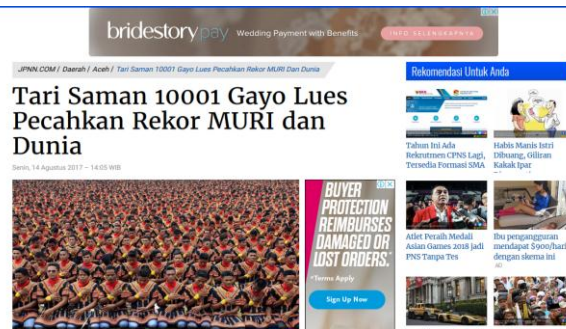 bridestory pay Wedding Payment with Benefits INFO SELENGKAPNYA
JPNN.COM / Daerah / Aceh / Tari Saman 10001 Gayo Lues Pecahkan Rekor MURI Dan Dunia
Tari Saman 10001 Gayo Lues
Pecahkan Rekor MURI dan
Dunia
Senin, 14 Agustus 2017 – 14:05 WIB
BUYER
PROTECTION
REIMBURSES
DAMAGED OR
LOST ORDERS.*
*Terms Apply
Sign Up Now
Rekomendasi Untuk Anda
Tahun Ini Ada
Rekrutmen CPNS Lagi,
Tersedia Formasi SMA
Habis Manis Istri
Dibuang, Giliran
Kakak Ipar
Atlet Peraih Medali
Asian Games 2018 jadi
PNS Tanpa Tes
Ibu pengangguran
mendapat $900/hari
dengan skema ini
AD